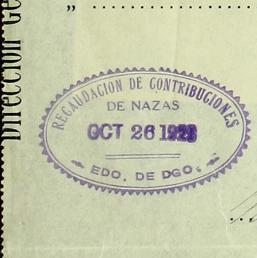 Dirección Ge
"
RECAUDACION DE CONTRIBUCIONES
DE NAZAS
OCT 26
EDO. DE DGO.